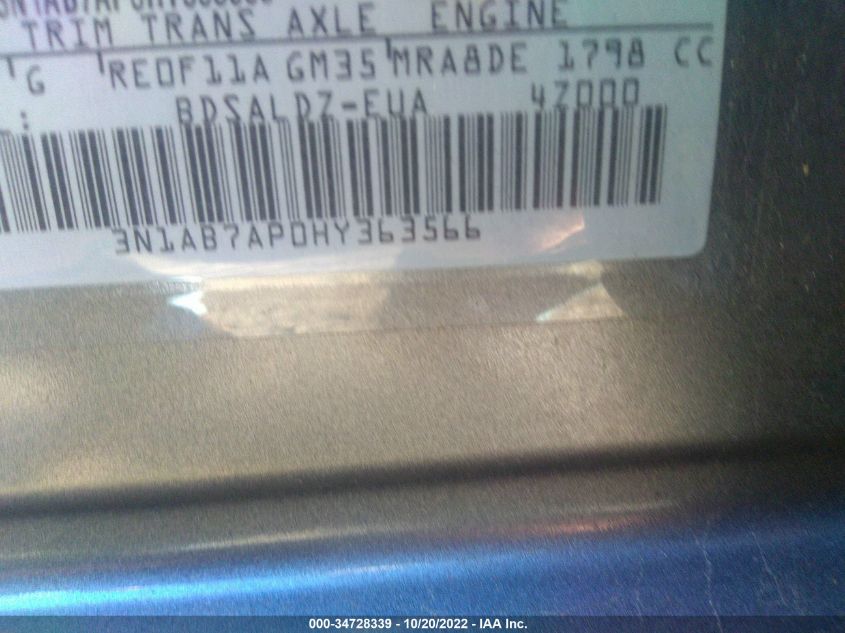 TRIM TRANS AXLE ENGINE
G RE0F11A GM35 MRA8DE 1798 CC
BDSALDZ-EUA 4Z000
3N1AB7AP0HY363566
000-34728339 - 10/20/2022 - IAA Inc.